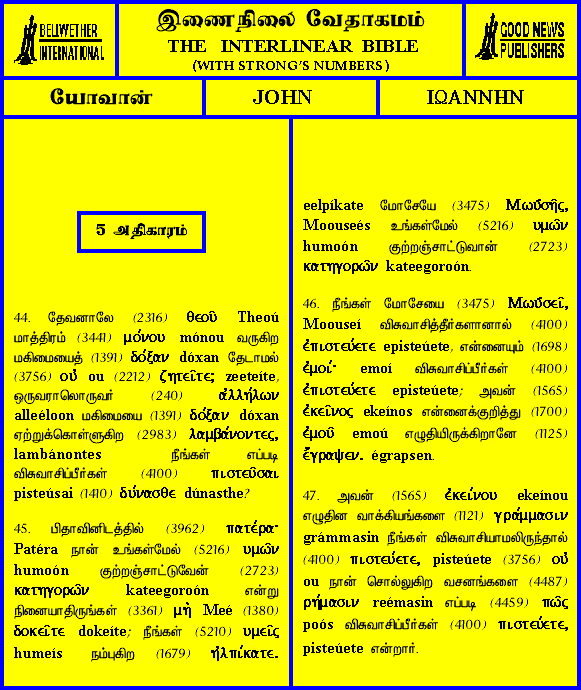 BELLWETHER
INTERNATIONAL
இணைநிலை வேதாகமம்
THE INTERLINEAR BIBLE
(WITH STRONG'S NUMBERS)
GOOD NEWS
PUBLISHERS
யோவான்
JOHN
ΙΩΑΝΝΗΝ
5 அதிகாரம்
44. தேவனாலே (2316) θεοῦ Theoú
மாத்திரம் (3441) μόνου mónou வருகிற
மகிமையைத் (1391) δόξαν dóxan தேடாமல்
(3756) οὐ ou (2212) ζητεῖτε; zeeteíte,
ஒருவராலொருவர் (240) ἀλλήλων
alleéloon மகிமையை (1391) δόξαν dóxan
ஏற்றுக்கொள்ளுகிற (2983) λαμβάνοντες,
lambánontes நீங்கள் எப்படி
விசுவாசிப்பீர்கள் (4100) πιστεῦσαι
pisteúsai (1410) δύνασθε dúnasthe?
45. பிதாவினிடத்தில் (3962) πατέρα·
Patéra நான் உங்கள்மேல் (5216) υμῶν
humoón குற்றஞ்சாட்டுவேன் (2723)
κατηγορῶν kateegoroón என்று
நினையாதிருங்கள் (3361) μὴ Meé (1380)
δοκεῖτε dokeíte; நீங்கள் (5210) υμεῖς
humeís நம்புகிற (1679) ἠλπίκατε.
eelpíkate மோசேயே (3475) Μωϋσῆς,
Moouseés உங்கள்மேல் (5216) υμῶν
humoón குற்றஞ்சாட்டுவான் (2723)
κατηγορῶν kateegoroón.
46. நீங்கள் மோசேயை (3475) Μωϋσεῖ,
Moouseí விசுவாசித்தீர்களானால் (4100)
ἐπιστεύετε episteúete, என்னையும் (1698)
ἐμοί· emoí விசுவாசிப்பீர்கள் (4100)
ἐπιστεύετε episteúete; அவன் (1565)
ἐκεῖνος ekeínos என்னைக்குறித்து (1700)
ἐμοῦ emoú எழுதியிருக்கிறானே (1125)
ἔγραψεν. égrapsen.
47. அவன் (1565) ἐκείνου ekeínou
எழுதின வாக்கியங்களை (1121) γράμμασιν
grámmasin நீங்கள் விசுவாசியாமலிருந்தால்
(4100) πιστεύετε, pisteúete (3756) οὐ
ou நான் சொல்லுகிற வசனங்களை (4487)
ρήμασιν reémasin எப்படி (4459) πῶς
poós விசுவாசிப்பீர்கள் (4100) πιστεύετε,
pisteúete என்றார்.